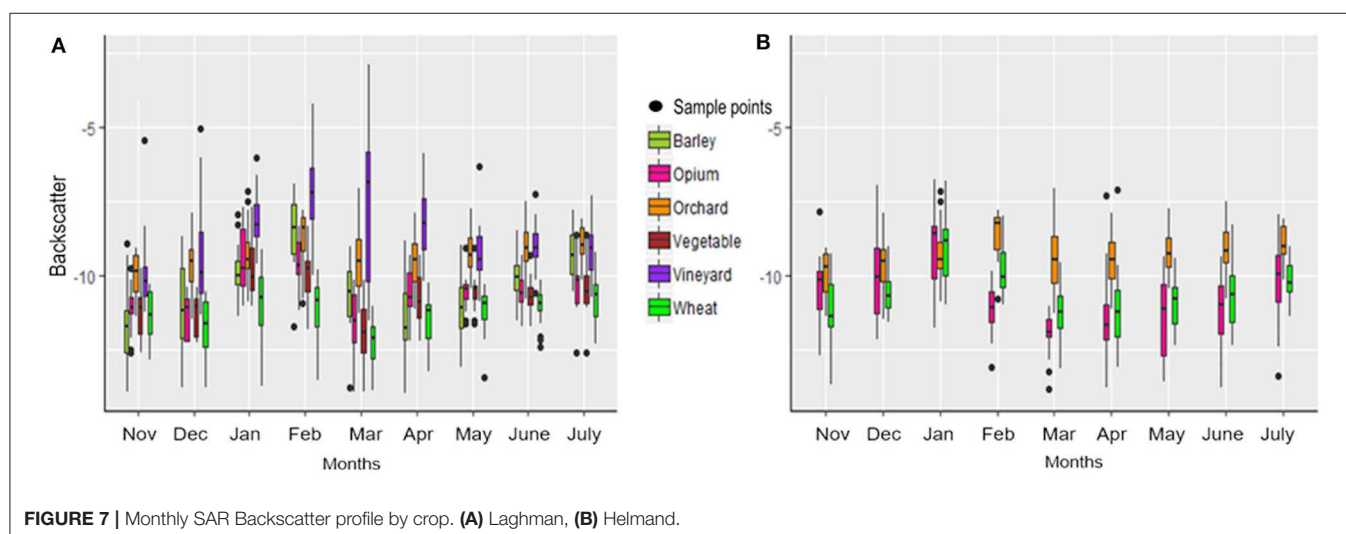 A
B
Backscatter
-5
-10
Nov Dec Jan Feb Mar Apr May June July
Months
Sample points
Barley
Opium
Orchard
Vegetable
Vineyard
Wheat
-5
-10
Nov Dec Jan Feb Mar Apr May June July
Months
FIGURE 7 | Monthly SAR Backscatter profile by crop. (A) Laghman, (B) Helmand.